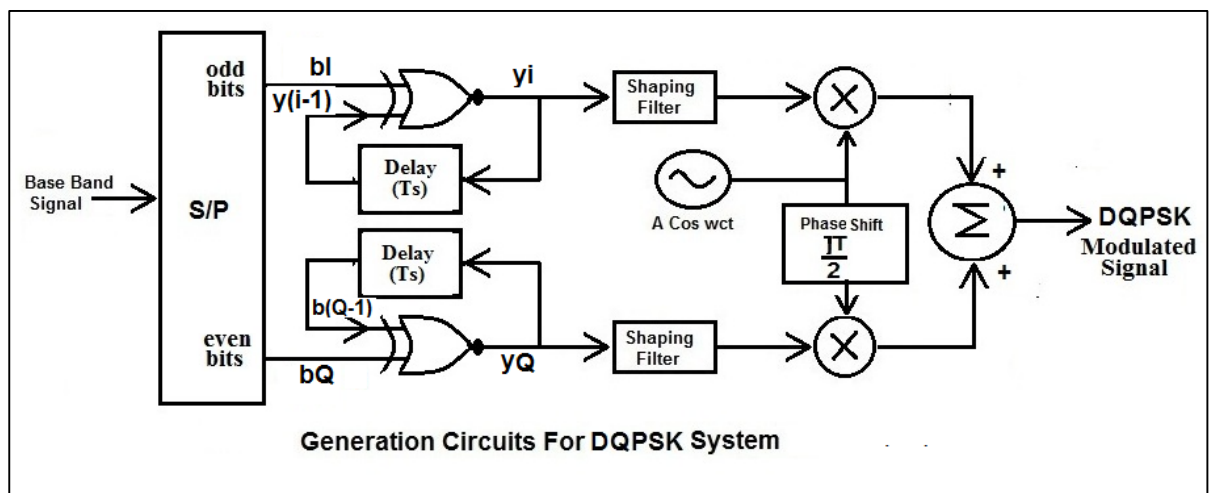 odd
bits
bI
y(i-1)
yi
Shaping
Filter
Delay
(Ts)
Base Band
Signal
S/P
A Cos wct
Phase Shift
π
2
+
Σ
+
DQPSK
Modulated
Signal
Delay
(Ts)
b(Q-1)
even
bits
bQ
yQ
Shaping
Filter
Generation Circuits For DQPSK System